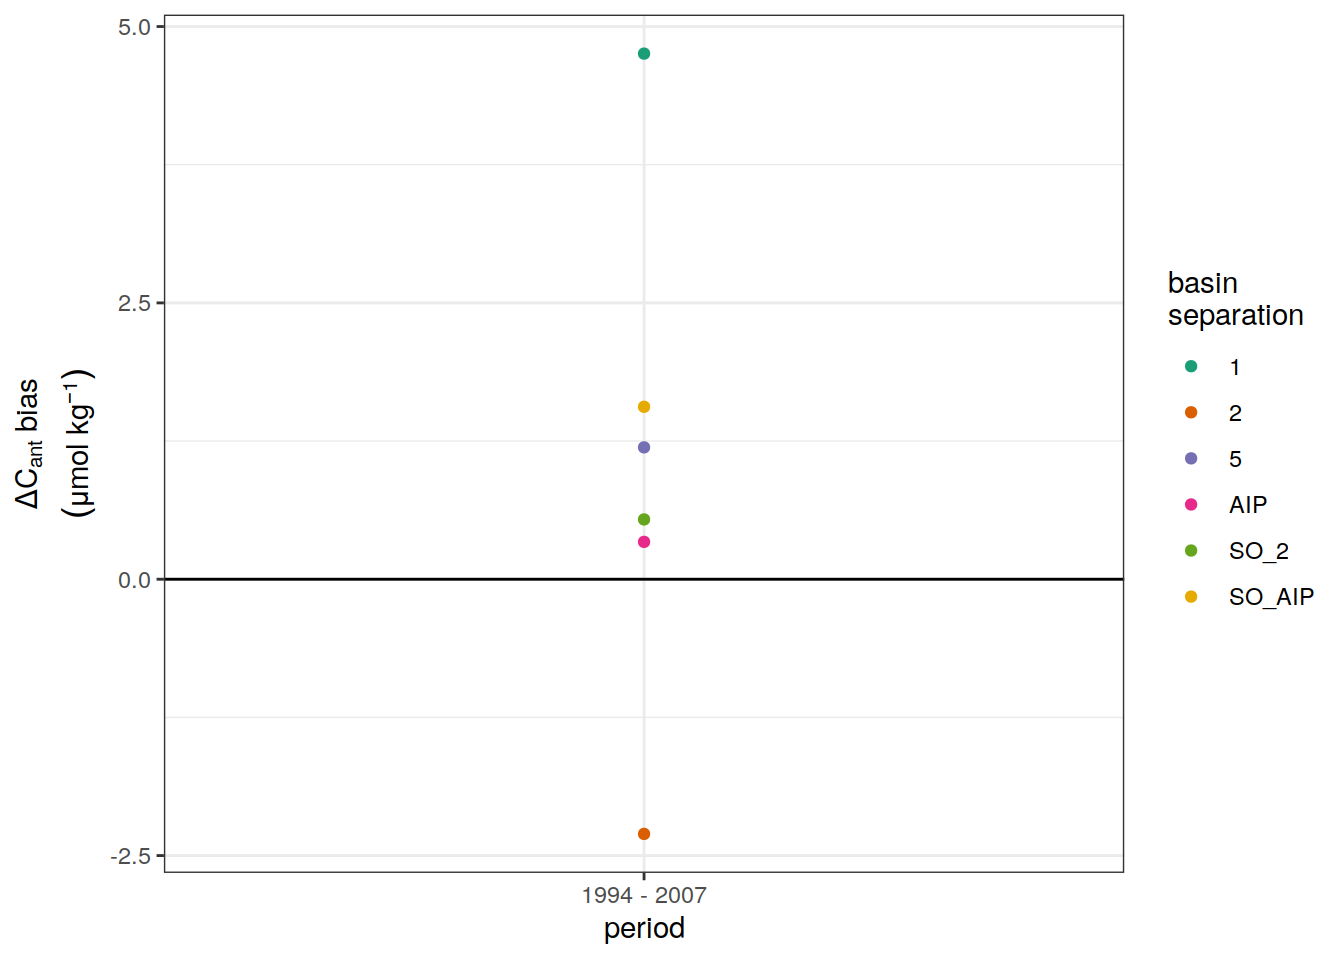 5.0
2.5
0.0
-2.5
ΔCant bias
(μmol kg−1)
1994 - 2007
period
basin
separation
1
2
5
AIP
SO_2
SO_AIP